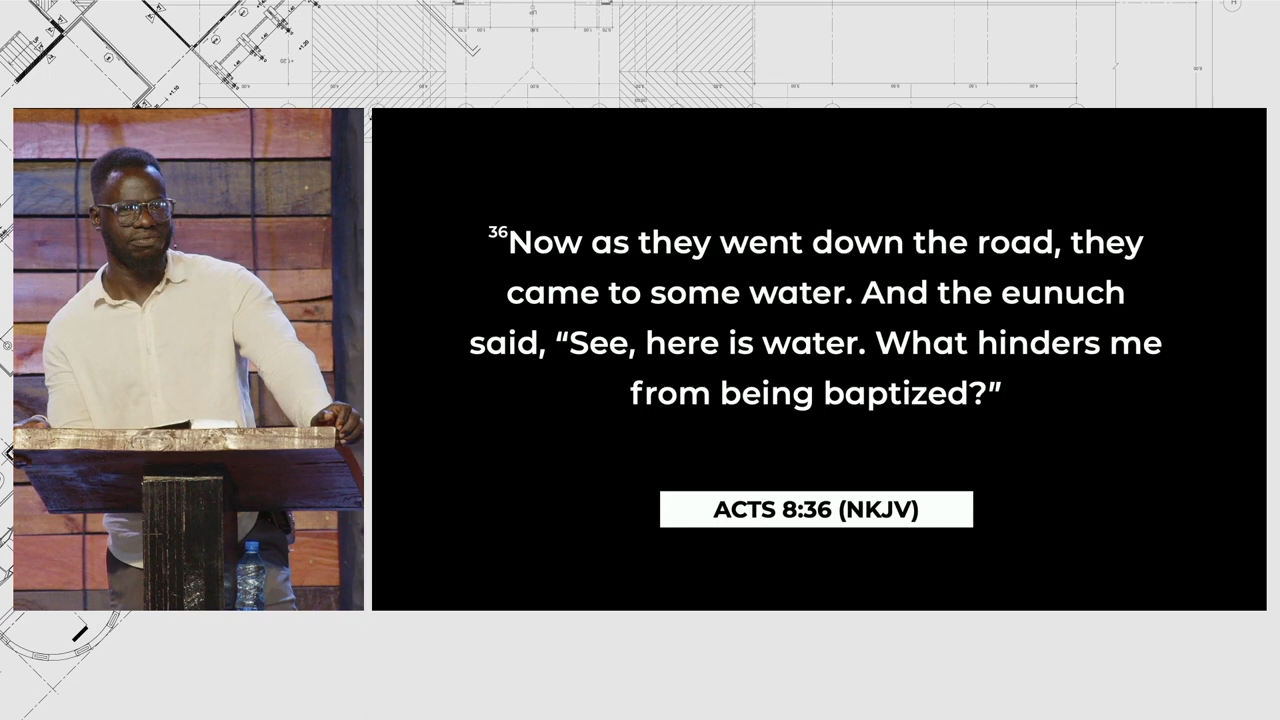 ³⁶Now as they went down the road, they
came to some water. And the eunuch
said, “See, here is water. What hinders me
from being baptized?”
ACTS 8:36 (NKJV)